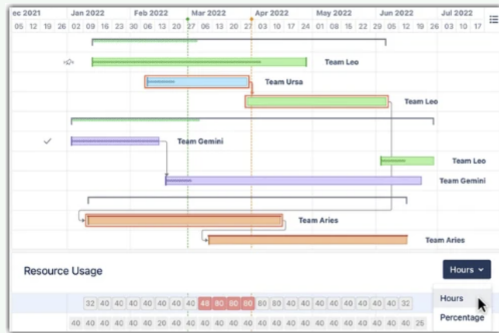 ec 2021 Jan 2022 Feb 2022 Mar 2022 Apr 2022 May 2022 Jun 2022 Jul 2022
05 12 19 26 02 09 16 23 30 06 13 20 27 06 13 20 27 03 10 17 24 01 08 15 22 29 05 12 19 26 03 10 17
Team Leo
Team Ursa
Team Leo
Team Gemini
Team Leo
Team Gemini
Team Aries
Team Aries
Resource Usage Hours
Hours
32 40 40 40 40 40 40 40 48 80 80 80 80 80 40 40 40 40 40 40 40 40 40 32
Percentage